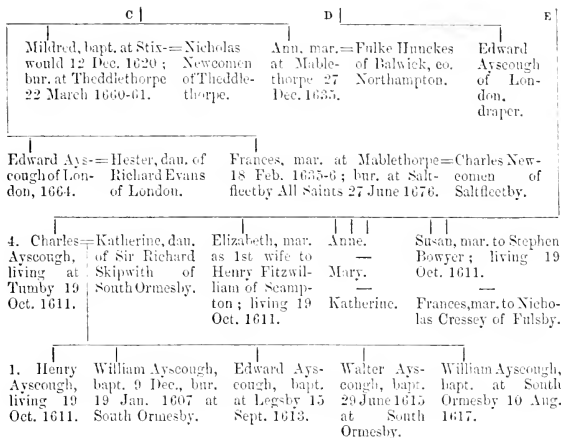 C D E
Mildred, bapt. at Stix-=Nicholas
would 12 Dec. 1620 ; Newcomen
bur. at Theddlethorpe of Theddle-
22 March 1660-61. thorpe.
Ann, mar.=Fulke Hunckes
at Mable- of Balwick, co.
thorpe 27 Northampton.
Dec. 1635.
Edward
Ayscough
of Lon-
don,
draper.
Edward Ays-=Hester, dau. of
cough of Lon- Richard Evans
don, 1664. of London.
Frances, mar. at Mablethorpe=Charles New-
18 Feb. 1635-6 ; bur. at Salt- comen of
fleetby All Saints 27 June 1676. Saltfleetby.
4. Charles=Katherine, dau.
Ayscough, of Sir Richard
living at Skipwith of
Tumby 19 South Ormesby.
Oct. 1611.
Elizabeth, mar.
as 1st wife to
Henry Fitzwil-
liam of Scamp-
ton ; living 19
Oct. 1611.
Anne.
—
Mary.
—
Katherine.
Susan, mar. to Stephen
Bowyer ; living 19
Oct. 1611.
—
Frances, mar. to Nicho-
las Cressey of Fulsby.
1. Henry
Ayscough,
living 19
Oct. 1611.
William Ayscough,
bapt. 9 Dec., bur.
19 Jan. 1607 at
South Ormesby.
Edward Ays-
cough, bapt.
at Legsby 15
Sept. 1613.
Walter Ays-
cough, bapt.
29 June 1615
at South
Ormesby.
William Ayscough,
bapt. at South
Ormesby 10 Aug.
1617.